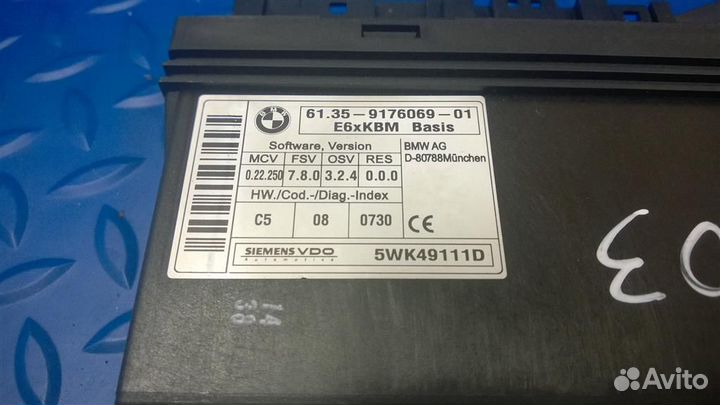 61.35-9176069-01
E6xKBM Basis
Software, Version
MCV FSV OSV RES
0.22.250 7.8.0 3.2.4 0.0.0
HW./Cod.-/Diag.-Index
C5 08 0730
BMW AG
D-80788München
CE
SIEMENS VDO
Automotive
5WK49111D
03
Avito